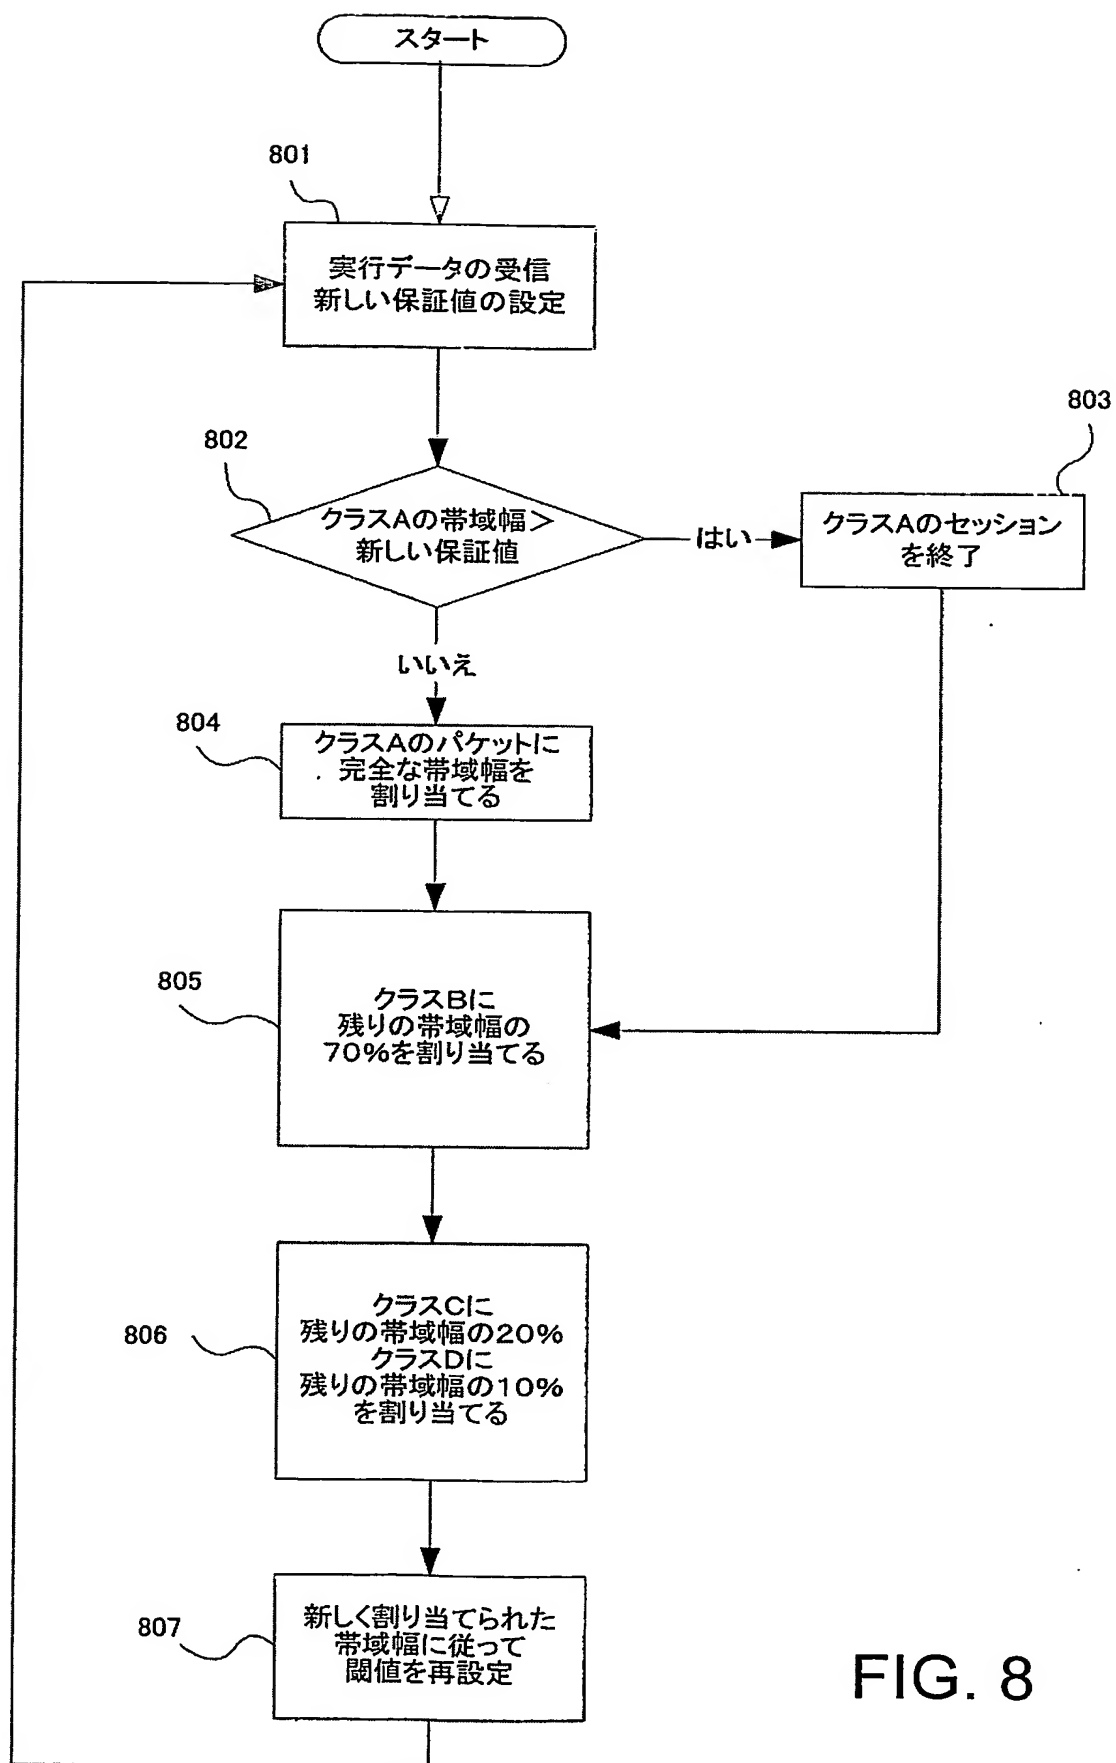 スタート
801
実行データの受信
新しい保証値の設定
802
クラスAの帯域幅>
新しい保証値
はい
803
クラスAのセッション
を終了
いいえ
804
クラスAのパケットに
完全な帯域幅を
割り当てる
805
クラスBに
残りの帯域幅の
70%を割り当てる
806
クラスCに
残りの帯域幅の20%
クラスDに
残りの帯域幅の10%
を割り当てる
807
新しく割り当てられた
帯域幅に従って
閾値を再設定
FIG. 8